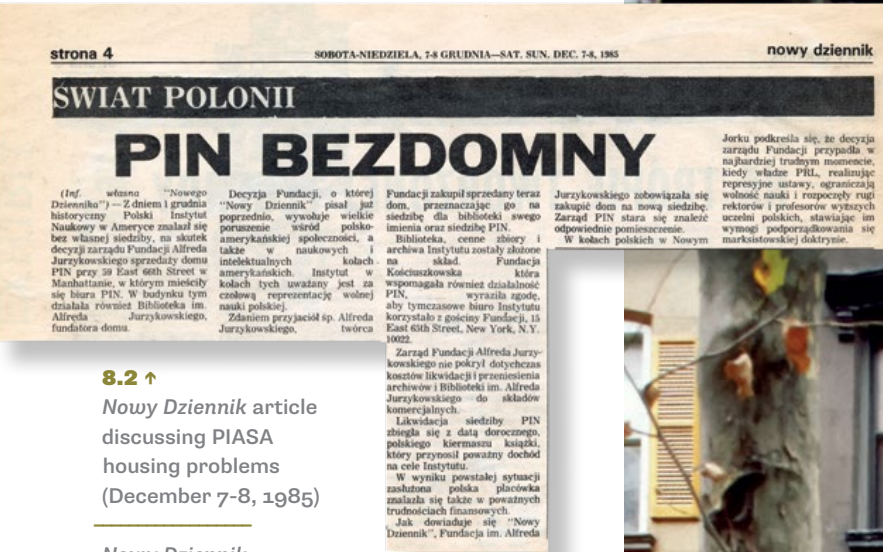 strona 4
SOBOTA-NIEDZIELA, 7-8 GRUDNIA—SAT. SUN. DEC. 7-8, 1985
nowy dziennik
ŚWIAT POLONII
PIN BEZDOMNY
(Inf. własna "Nowego
Dziennika") — Z dniem i grudnia
historyczny Polski Instytut
Naukowy w Ameryce znalazł się
bez własnej siedziby, na skutek
decyzji zarządu Fundacji Alfreda
Jurzykowskiego sprzedaży domu
PIN przy 59 East 66th Street w
Manhattanie, w którym mieściły
się biura PIN. W budynku tym
działała również Biblioteka im.
Alfreda Jurzykowskiego,
fundatora domu.
Decyzja Fundacji, o której
"Nowy Dziennik" pisał już
poprzednio, wywołuje wielkie
poruszenie wśród polsko-
amerykańskiej społeczności, a
także w naukowych i
intelektualnych kołach
amerykańskich. Instytut w
kołach tych uważany jest za
czołową reprezentację wolnej
nauki polskiej.
Zdaniem przyjaciół śp. Alfreda
Jurzykowskiego, twórca
Fundacji zakupił sprzedany teraz
dom, przeznaczając go na
siedzibę dla biblioteki swego
imienia oraz siedzibę PIN.
Biblioteka, cenne zbiory i
archiwa Instytutu zostały złożone
na skład. Fundacja
Kościuszkowska która
wspomagała również działalność
PIN, wyraziła zgodę,
aby tymczasowe biuro Instytutu
korzystało z gościny Fundacji, 15
East 65th Street, New York, N.Y.
10022.
Zarząd Fundacji Alfreda Jurzy-
kowskiego nie pokrył dotychczas
kosztów likwidacji i przeniesienia
archiwów i Biblioteki im. Alfreda
Jurzykowskiego do składów
komercjalnych.
Likwidacja siedziby PIN
zbiegła się z datą dorocznego,
polskiego kiermaszu książki,
który przynosił poważny dochód
na cele Instytutu.
W wyniku powstałej sytuacji
zasłużona polska placówka
znalazła się także w poważnych
trudnościach finansowych.
Jak dowiaduje się "Nowy
Dziennik", Fundacja im. Alfreda
Jurzykowskiego zobowiązała się
zakupić dom na nową siedzibę.
Zarząd PIN stara się znaleźć
odpowiednie pomieszczenie.
W kołach polskich w Nowym
Jorku podkreśla się, że decyzja
zarządu Fundacji przypadła w
najbardziej trudnym momencie,
kiedy władze PRL, realizując
represyjne ustawy, ograniczają
wolność nauki i rozpoczęły rugi
rektorów i profesorów wyższych
uczelni polskich, stawiając im
wymogi podporządkowania się
marksistowskiej doktrynie.
8.2 ↑
Nowy Dziennik article
discussing PIASA
housing problems
(December 7-8, 1985)
Nowy Dziennik